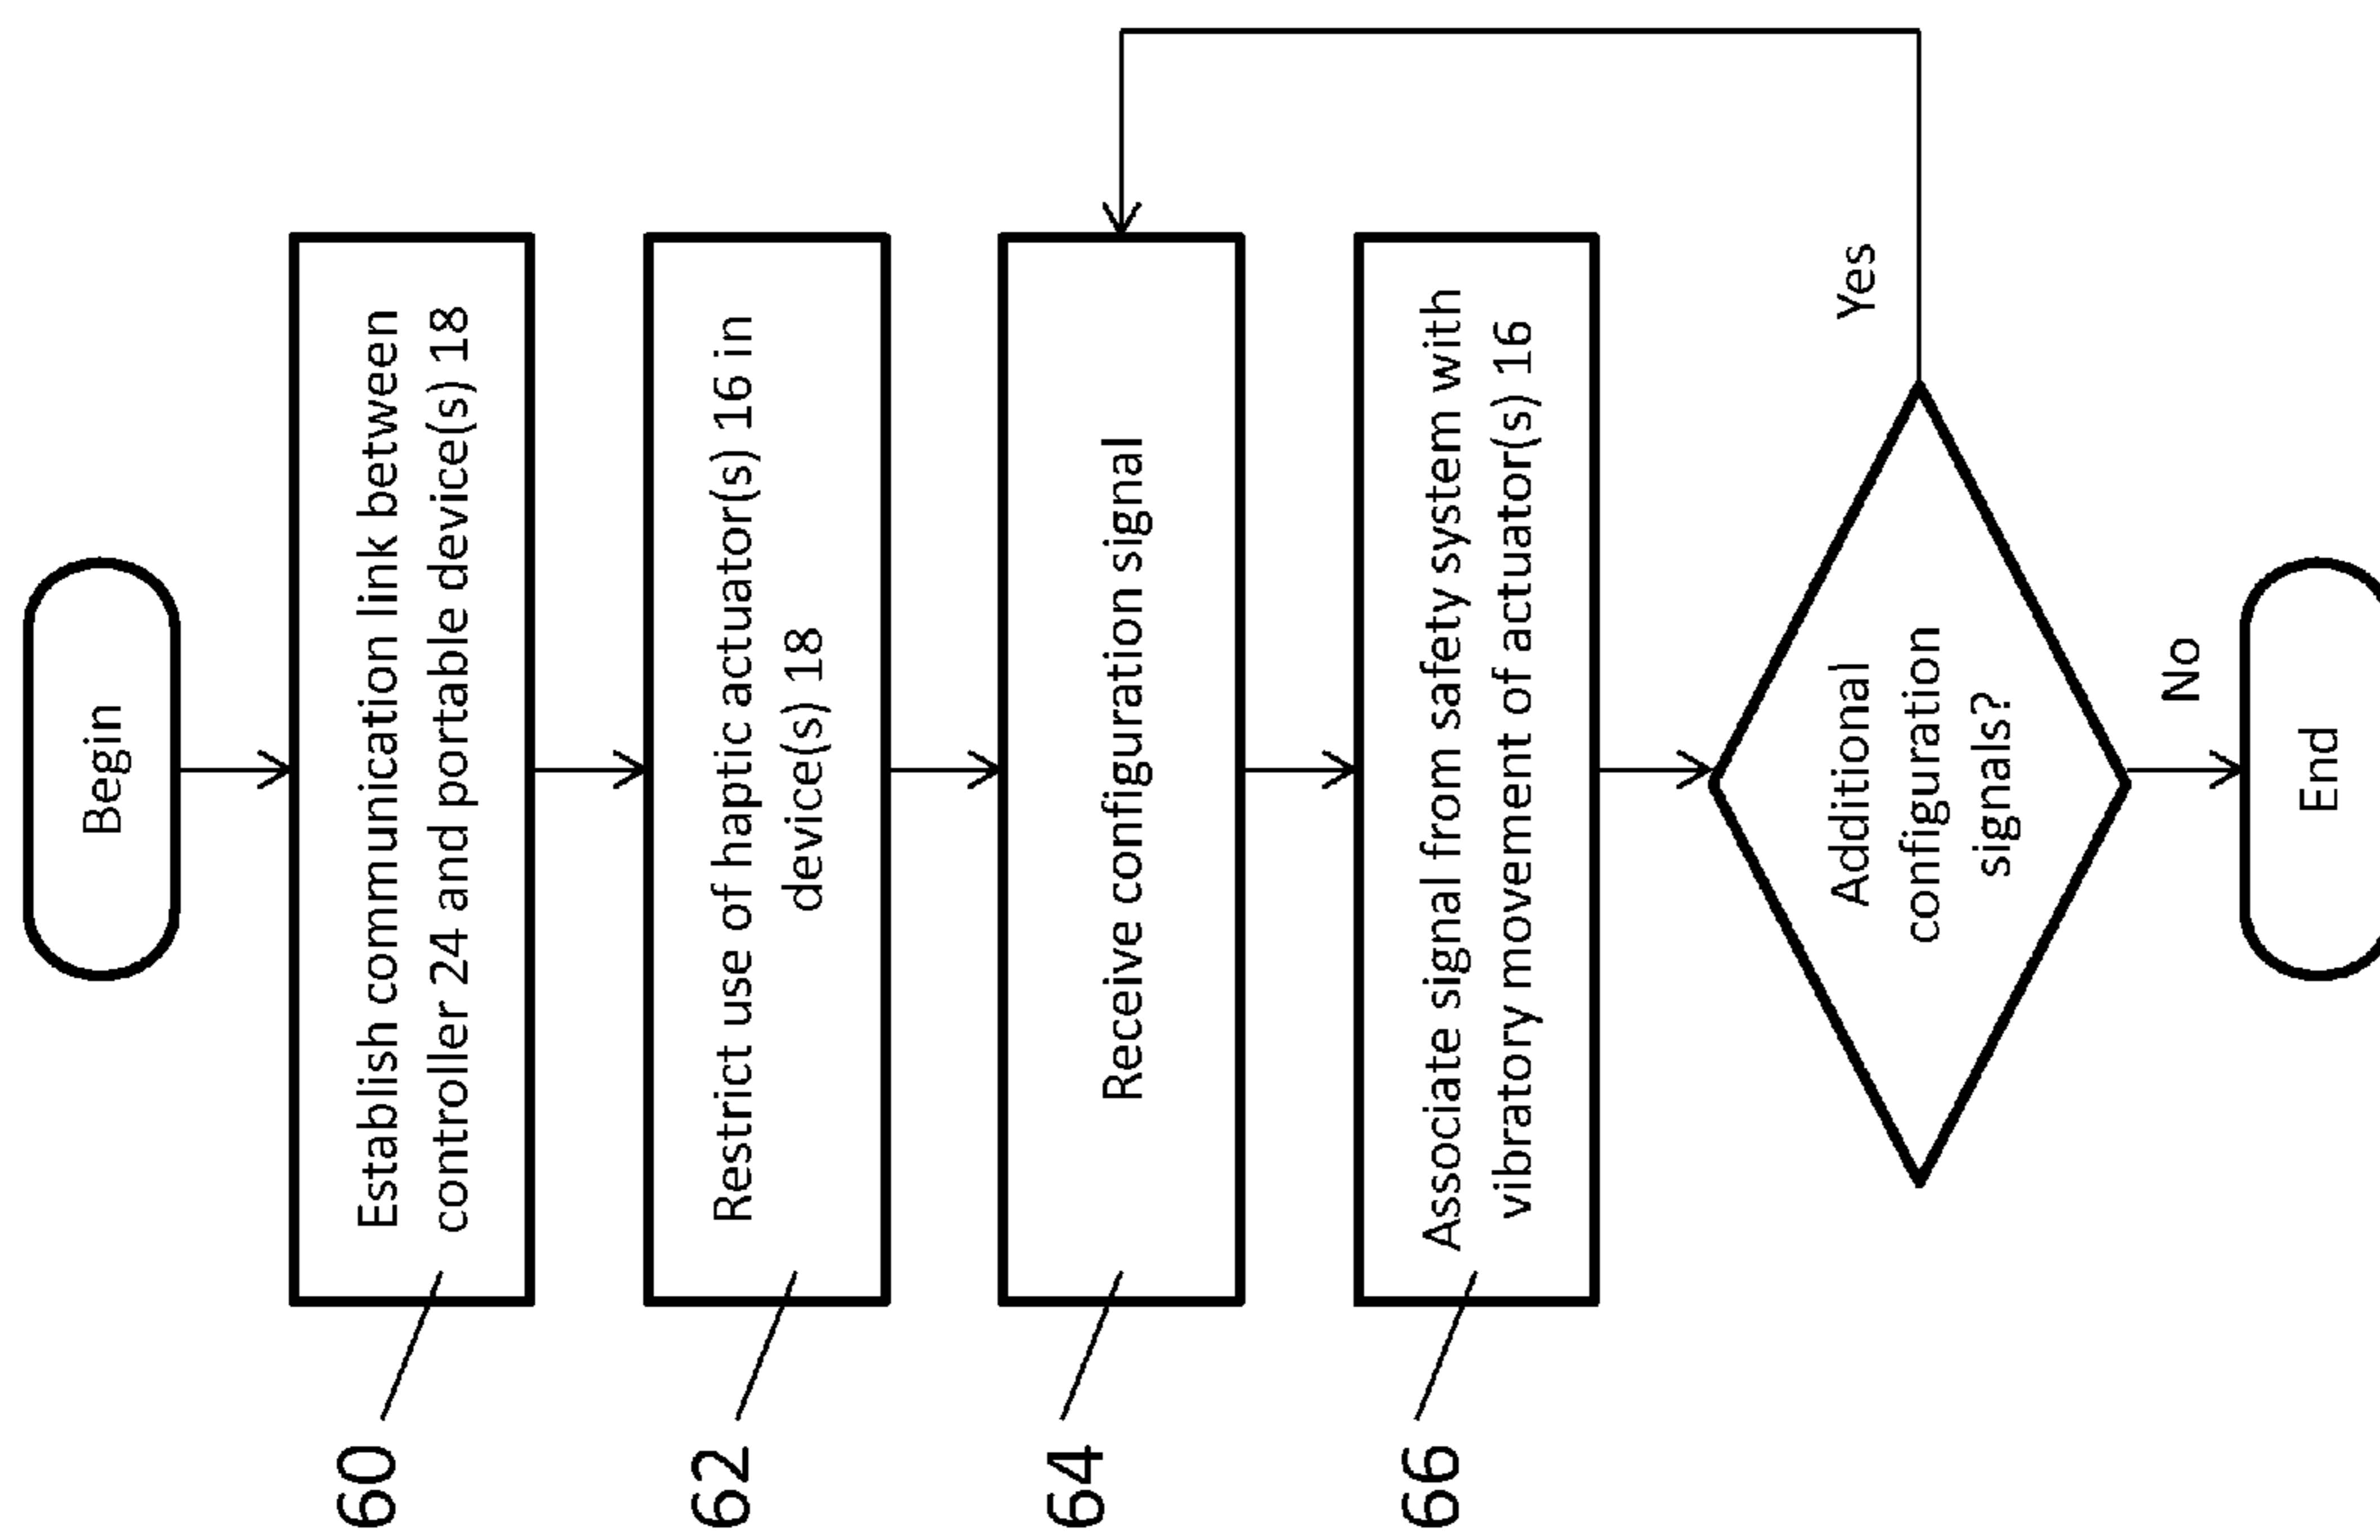 Begin
60
Establish communication link between
controller 24 and portable device(s) 18
62
Restrict use of haptic actuator(s) 16 in
device(s) 18
64
Receive configuration signal
66
Associate signal from safety system with
vibratory movement of actuator(s) 16
Additional
configuration
signals?
Yes
No
End